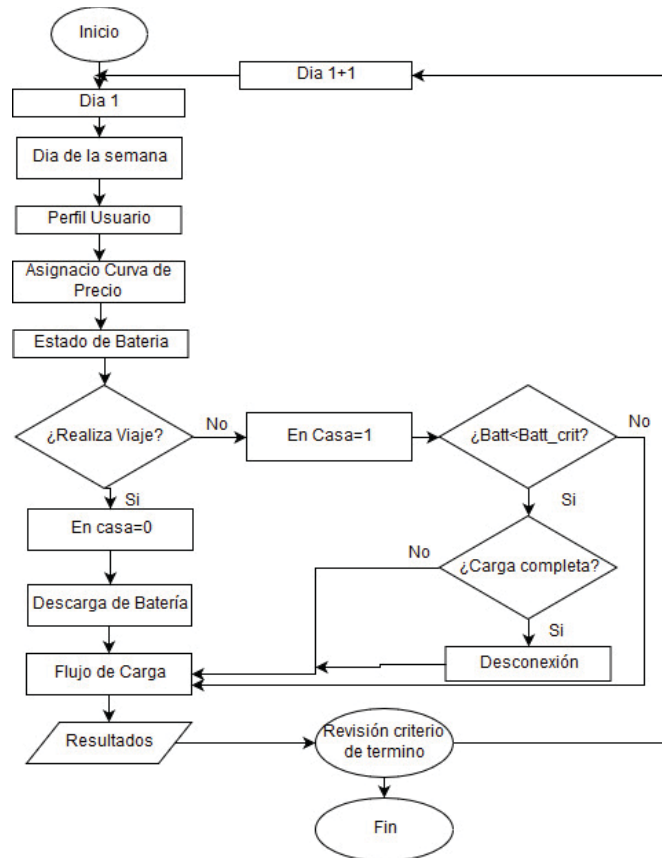 Inicio
Dia 1+1
Dia 1
Dia de la semana
Perfil Usuario
Asignacio Curva de
Precio
Estado de Bateria
¿Realiza Viaje?
No
En Casa=1
¿Batt<Batt_crit?
No
Si
En casa=0
Si
¿Carga completa?
No
Descarga de Batería
Si
Desconexión
Flujo de Carga
Resultados
Revisión criterio
de termino
Fin